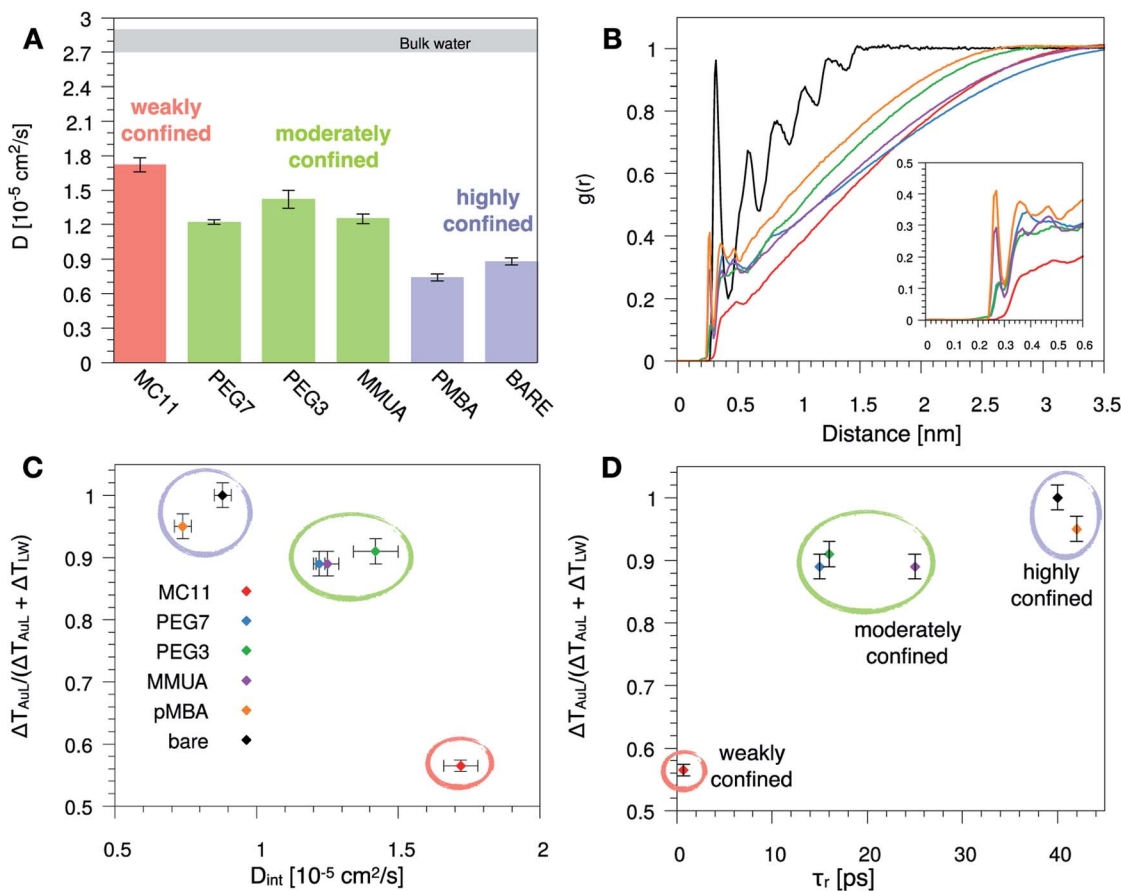 A
3
2.7
2.4
2.1
1.8
1.5
1.2
0.9
0.6
0.3
0
D [10⁻⁵ cm²/s]
Bulk water
weakly
confined
moderately
confined
highly
confined
MC11
PEG7
PEG3
MMUA
PMBA
BARE
B
1
0.8
0.6
0.4
0.2
0
g(r)
0.5
0.4
0.3
0.2
0.1
0
0
0.1
0.2
0.3
0.4
0.5
0.6
0
0.5
1
1.5
2
2.5
3
3.5
Distance [nm]
C
1
0.9
0.8
0.7
0.6
0.5
ΔT_AuL/(ΔT_AuL + ΔT_LW)
MC11
PEG7
PEG3
MMUA
pMBA
bare
0.5
1
1.5
2
D_int [10⁻⁵ cm²/s]
D
1
0.9
0.8
0.7
0.6
0.5
ΔT_AuL/(ΔT_AuL + ΔT_Lw)
highly
confined
moderately
confined
weakly
confined
0
10
20
30
40
τ_r [ps]